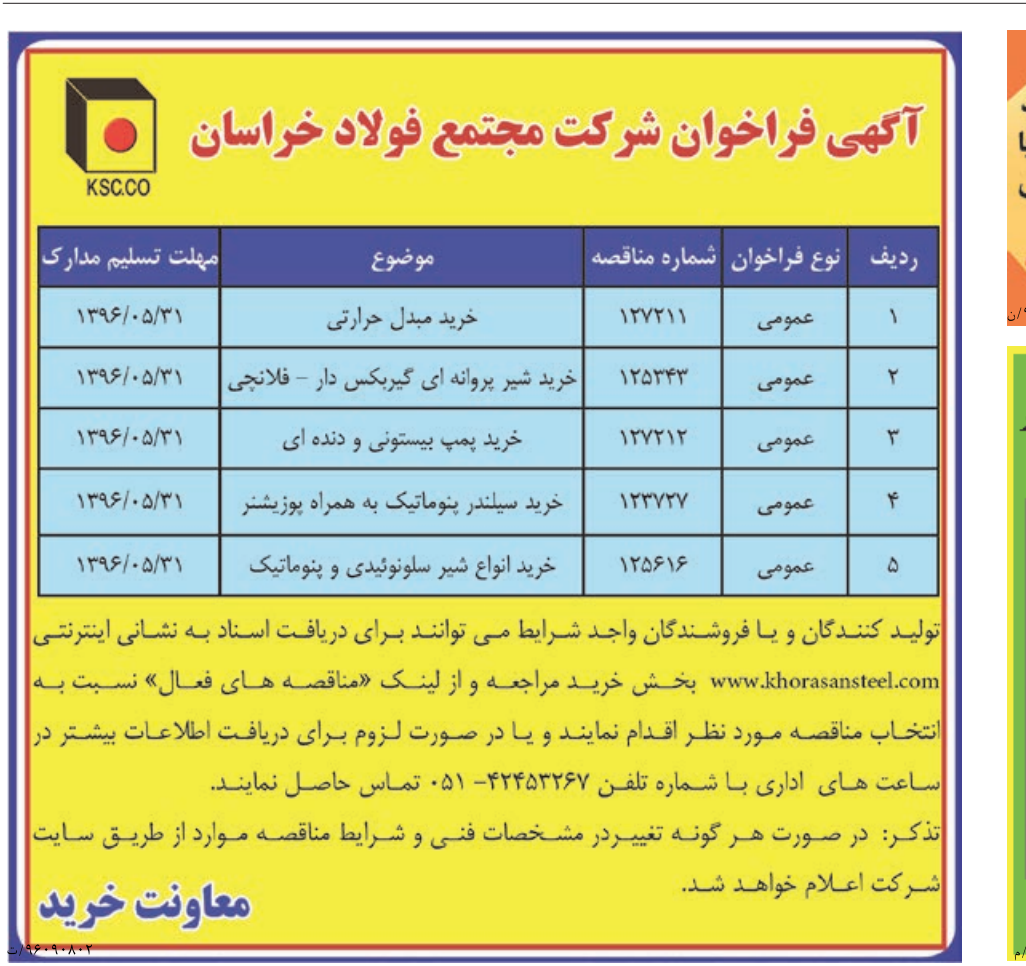 آگهی فراخوان شرکت مجتمع فولاد خراسان
KSC.CO
ردیف نوع فراخوان شماره مناقصه موضوع مهلت تسلیم مدارک
۱ عمومی ۱۲۷۲۱۱ خرید مبدل حرارتی ۱۳۹۶/۰۵/۳۱
۲ عمومی ۱۲۵۳۴۳ خرید شیر پروانه ای گیربکس دار – فلانچی ۱۳۹۶/۰۵/۳۱
۳ عمومی ۱۲۷۲۱۲ خرید پمپ بیستونی و دنده ای ۱۳۹۶/۰۵/۳۱
۴ عمومی ۱۲۳۷۲۷ خرید سیلندر پنوماتیک به همراه پوزیشنر ۱۳۹۶/۰۵/۳۱
۵ عمومی ۱۲۵۶۱۶ خرید انواع شیر سلونوئیدی و پنوماتیک ۱۳۹۶/۰۵/۳۱
تولید کنندگان و یا فروشندگان واجد شرایط می توانند برای دریافت اسناد به نشانی اینترنتی
www.khorasansteel.com بخش خرید مراجعه و از لینک «مناقصه های فعال» نسبت به
انتخاب مناقصه مورد نظر اقدام نمایند و یا در صورت لزوم برای دریافت اطلاعات بیشتر در
ساعت های اداری با شماره تلفن ۴۲۴۵۳۲۶۷- ۰۵۱ تماس حاصل نمایند.
تذکر: در صورت هر گونه تغییردر مشخصات فنی و شرایط مناقصه موارد از طریق سایت
شرکت اعلام خواهد شد.
معاونت خرید
۹۶۰۹۰۸۰۲/ت